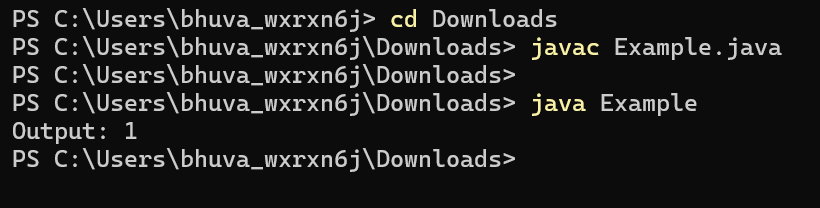 PS C:\Users\bhuva_wxrxn6j> cd Downloads
PS C:\Users\bhuva_wxrxn6j\Downloads> javac Example.java
PS C:\Users\bhuva_wxrxn6j\Downloads>
PS C:\Users\bhuva_wxrxn6j\Downloads> java Example
Output: 1
PS C:\Users\bhuva_wxrxn6j\Downloads>